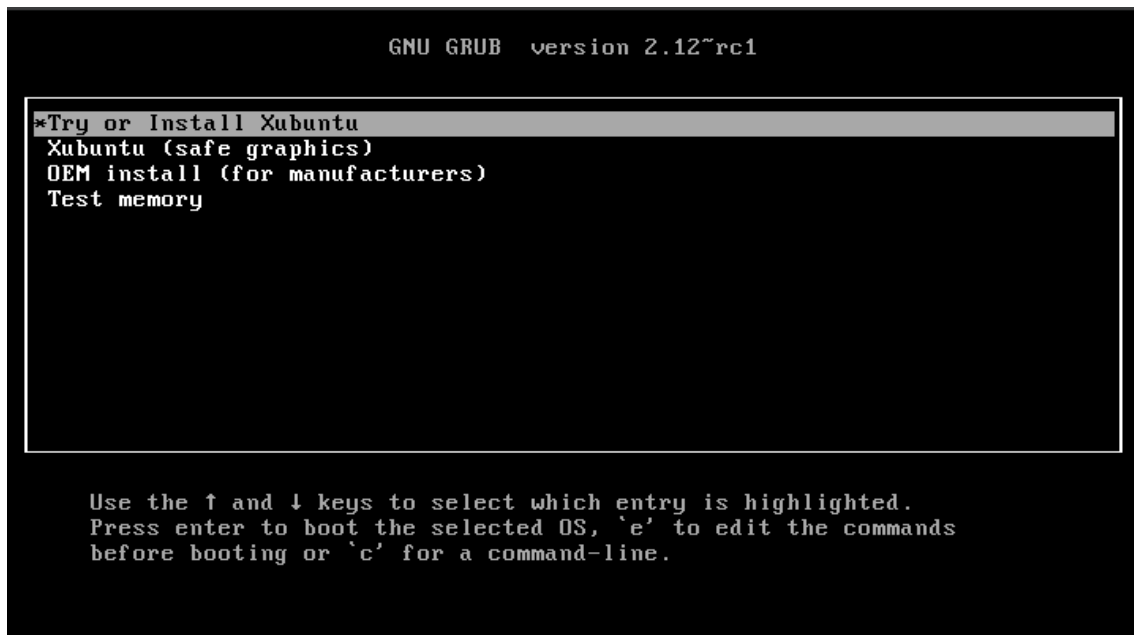 GNU GRUB version 2.12~rc1
*Try or Install Xubuntu
Xubuntu (safe graphics)
OEM install (for manufacturers)
Test memory
Use the ↑ and ↓ keys to select which entry is highlighted.
Press enter to boot the selected OS, `e' to edit the commands
before booting or `c' for a command-line.